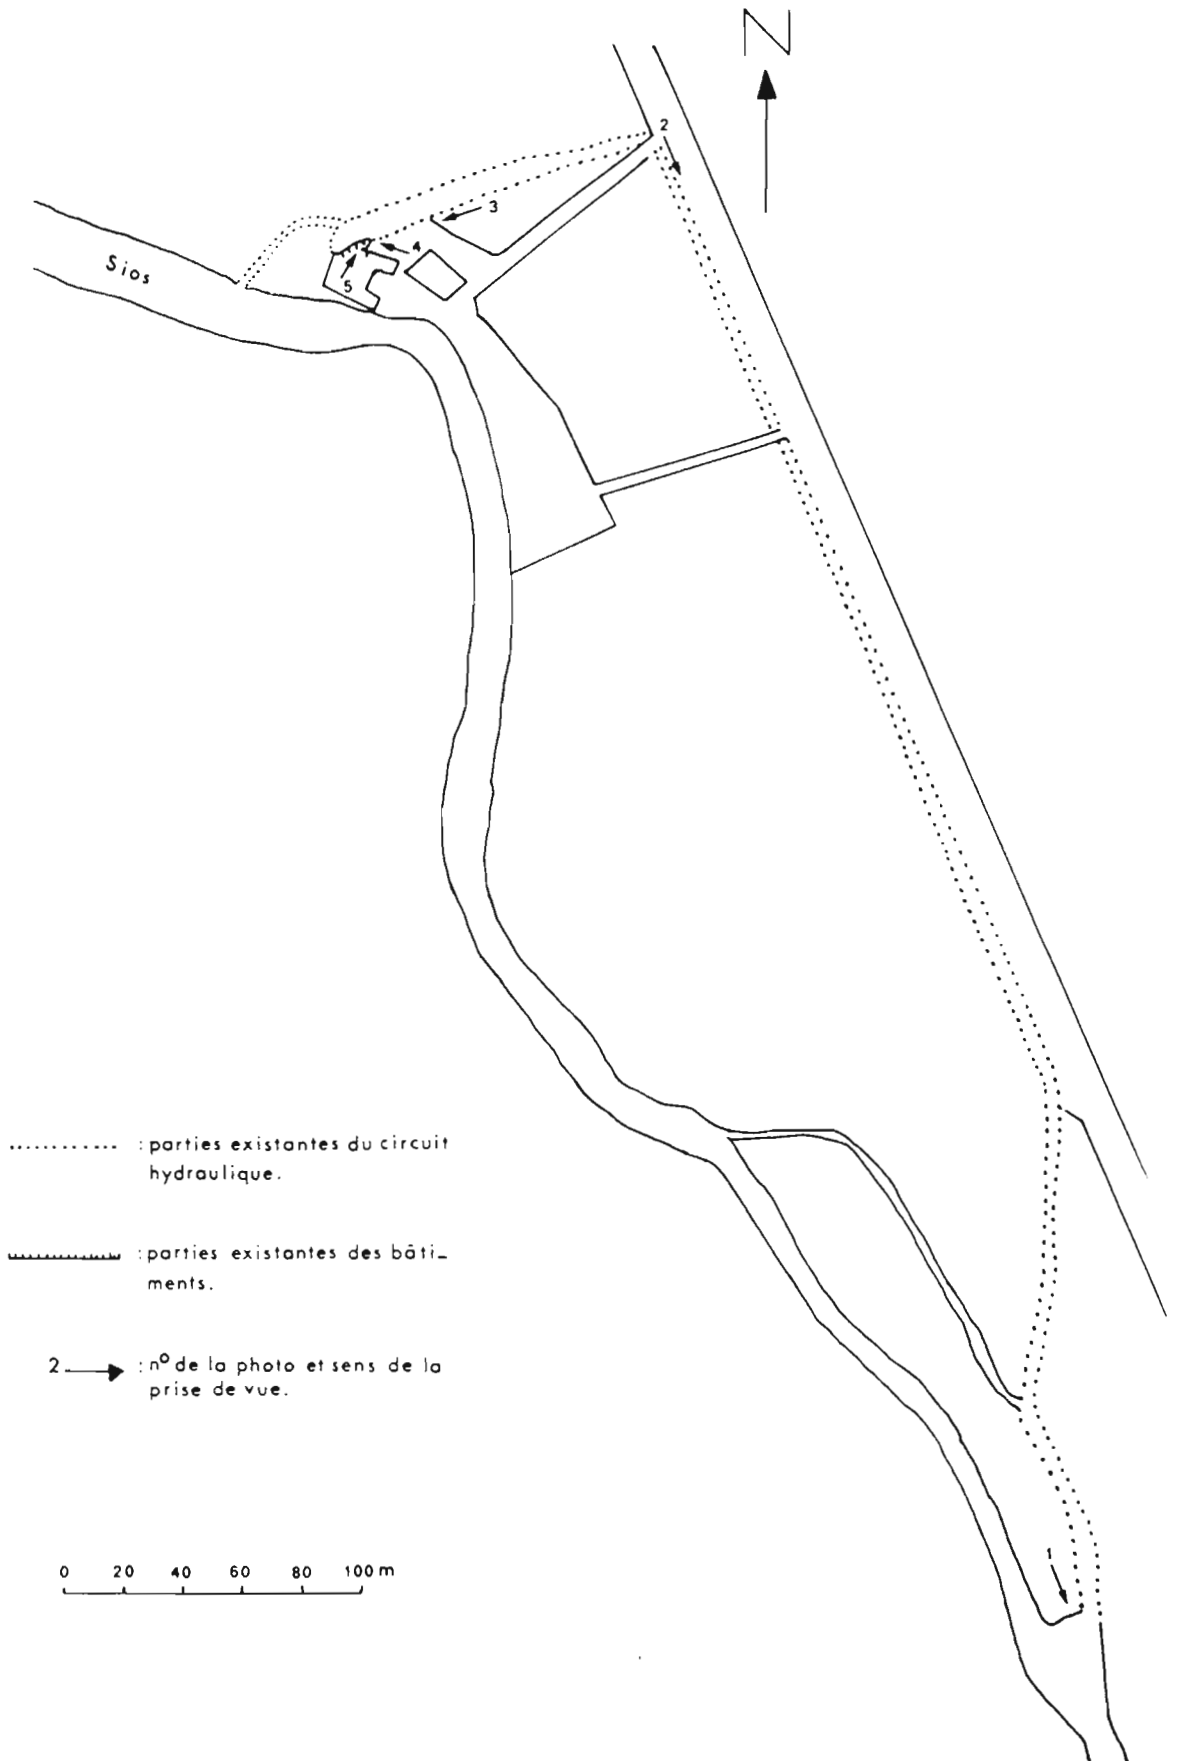 N
2
3
4
5
Sios
: parties existantes du circuit
hydraulique.
: parties existantes des bâti_
ments.
2 : nº de la photo et sens de la
prise de vue.
1
0 20 40 60 80 100 m